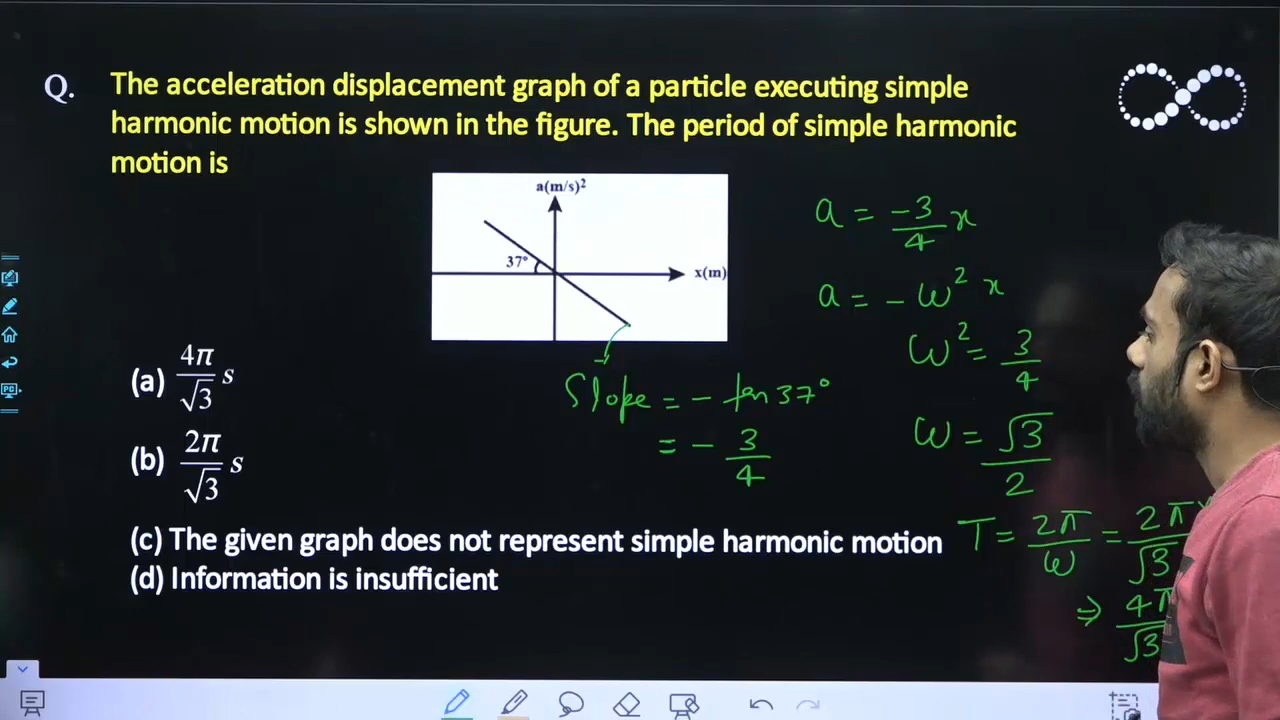 Q. The acceleration displacement graph of a particle executing simple
harmonic motion is shown in the figure. The period of simple harmonic
motion is
a(m/s)²
37°
x(m)
(a) 4π/√3 s
(b) 2π/√3 s
(c) The given graph does not represent simple harmonic motion
(d) Information is insufficient
Slope = - tan 37°
= - 3/4
a = -3/4 x
a = - ω² x
ω² = 3/4
ω = √3/2
T = 2π/ω = 2π/√3
⇒ 4π/√3
PC